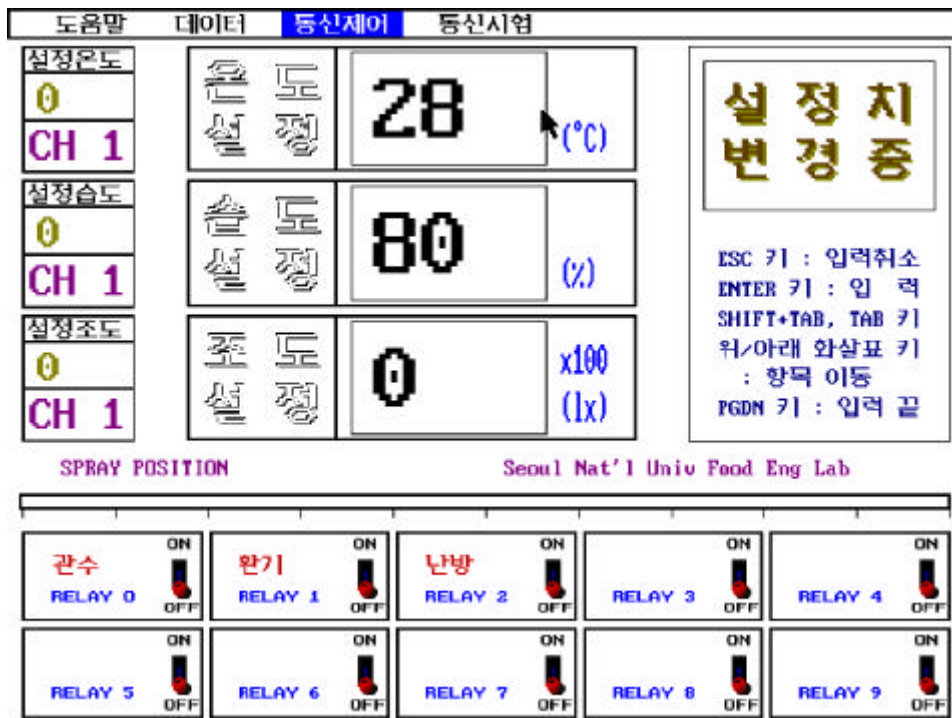 도움말 데이터 통신제어 통신시험
설정온도
0
CH 1
온 도
설 정
28
(°C)
설정습도
0
CH 1
습 도
설 정
80
(%)
설정조도
0
CH 1
조 도
설 정
0
x100
(lx)
설 정 치
변 경 중
ESC 키 : 입력취소
ENTER 키 : 입 력
SHIFT+TAB, TAB 키
위/아래 화살표 키
: 항목 이동
PGDN 키 : 입력 끝
SPRAY POSITION
Seoul Nat'l Univ Food Eng Lab
관수
RELAY 0
ON
OFF
환기
RELAY 1
ON
OFF
난방
RELAY 2
ON
OFF
RELAY 3
ON
OFF
RELAY 4
ON
OFF
RELAY 5
ON
OFF
RELAY 6
ON
OFF
RELAY 7
ON
OFF
RELAY 8
ON
OFF
RELAY 9
ON
OFF